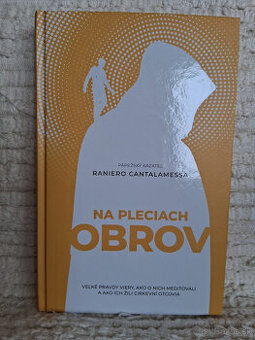 PÁPEŽSKÝ KAZATEĽ
RANIERO CANTALAMESSA
NA PLECIACH
OBROV
VEĽKÉ PRAVDY VIERY, AKO O NICH MEDITOVALI
A AKO ICH ŽILI CIRKEVNÍ OTCOVIA